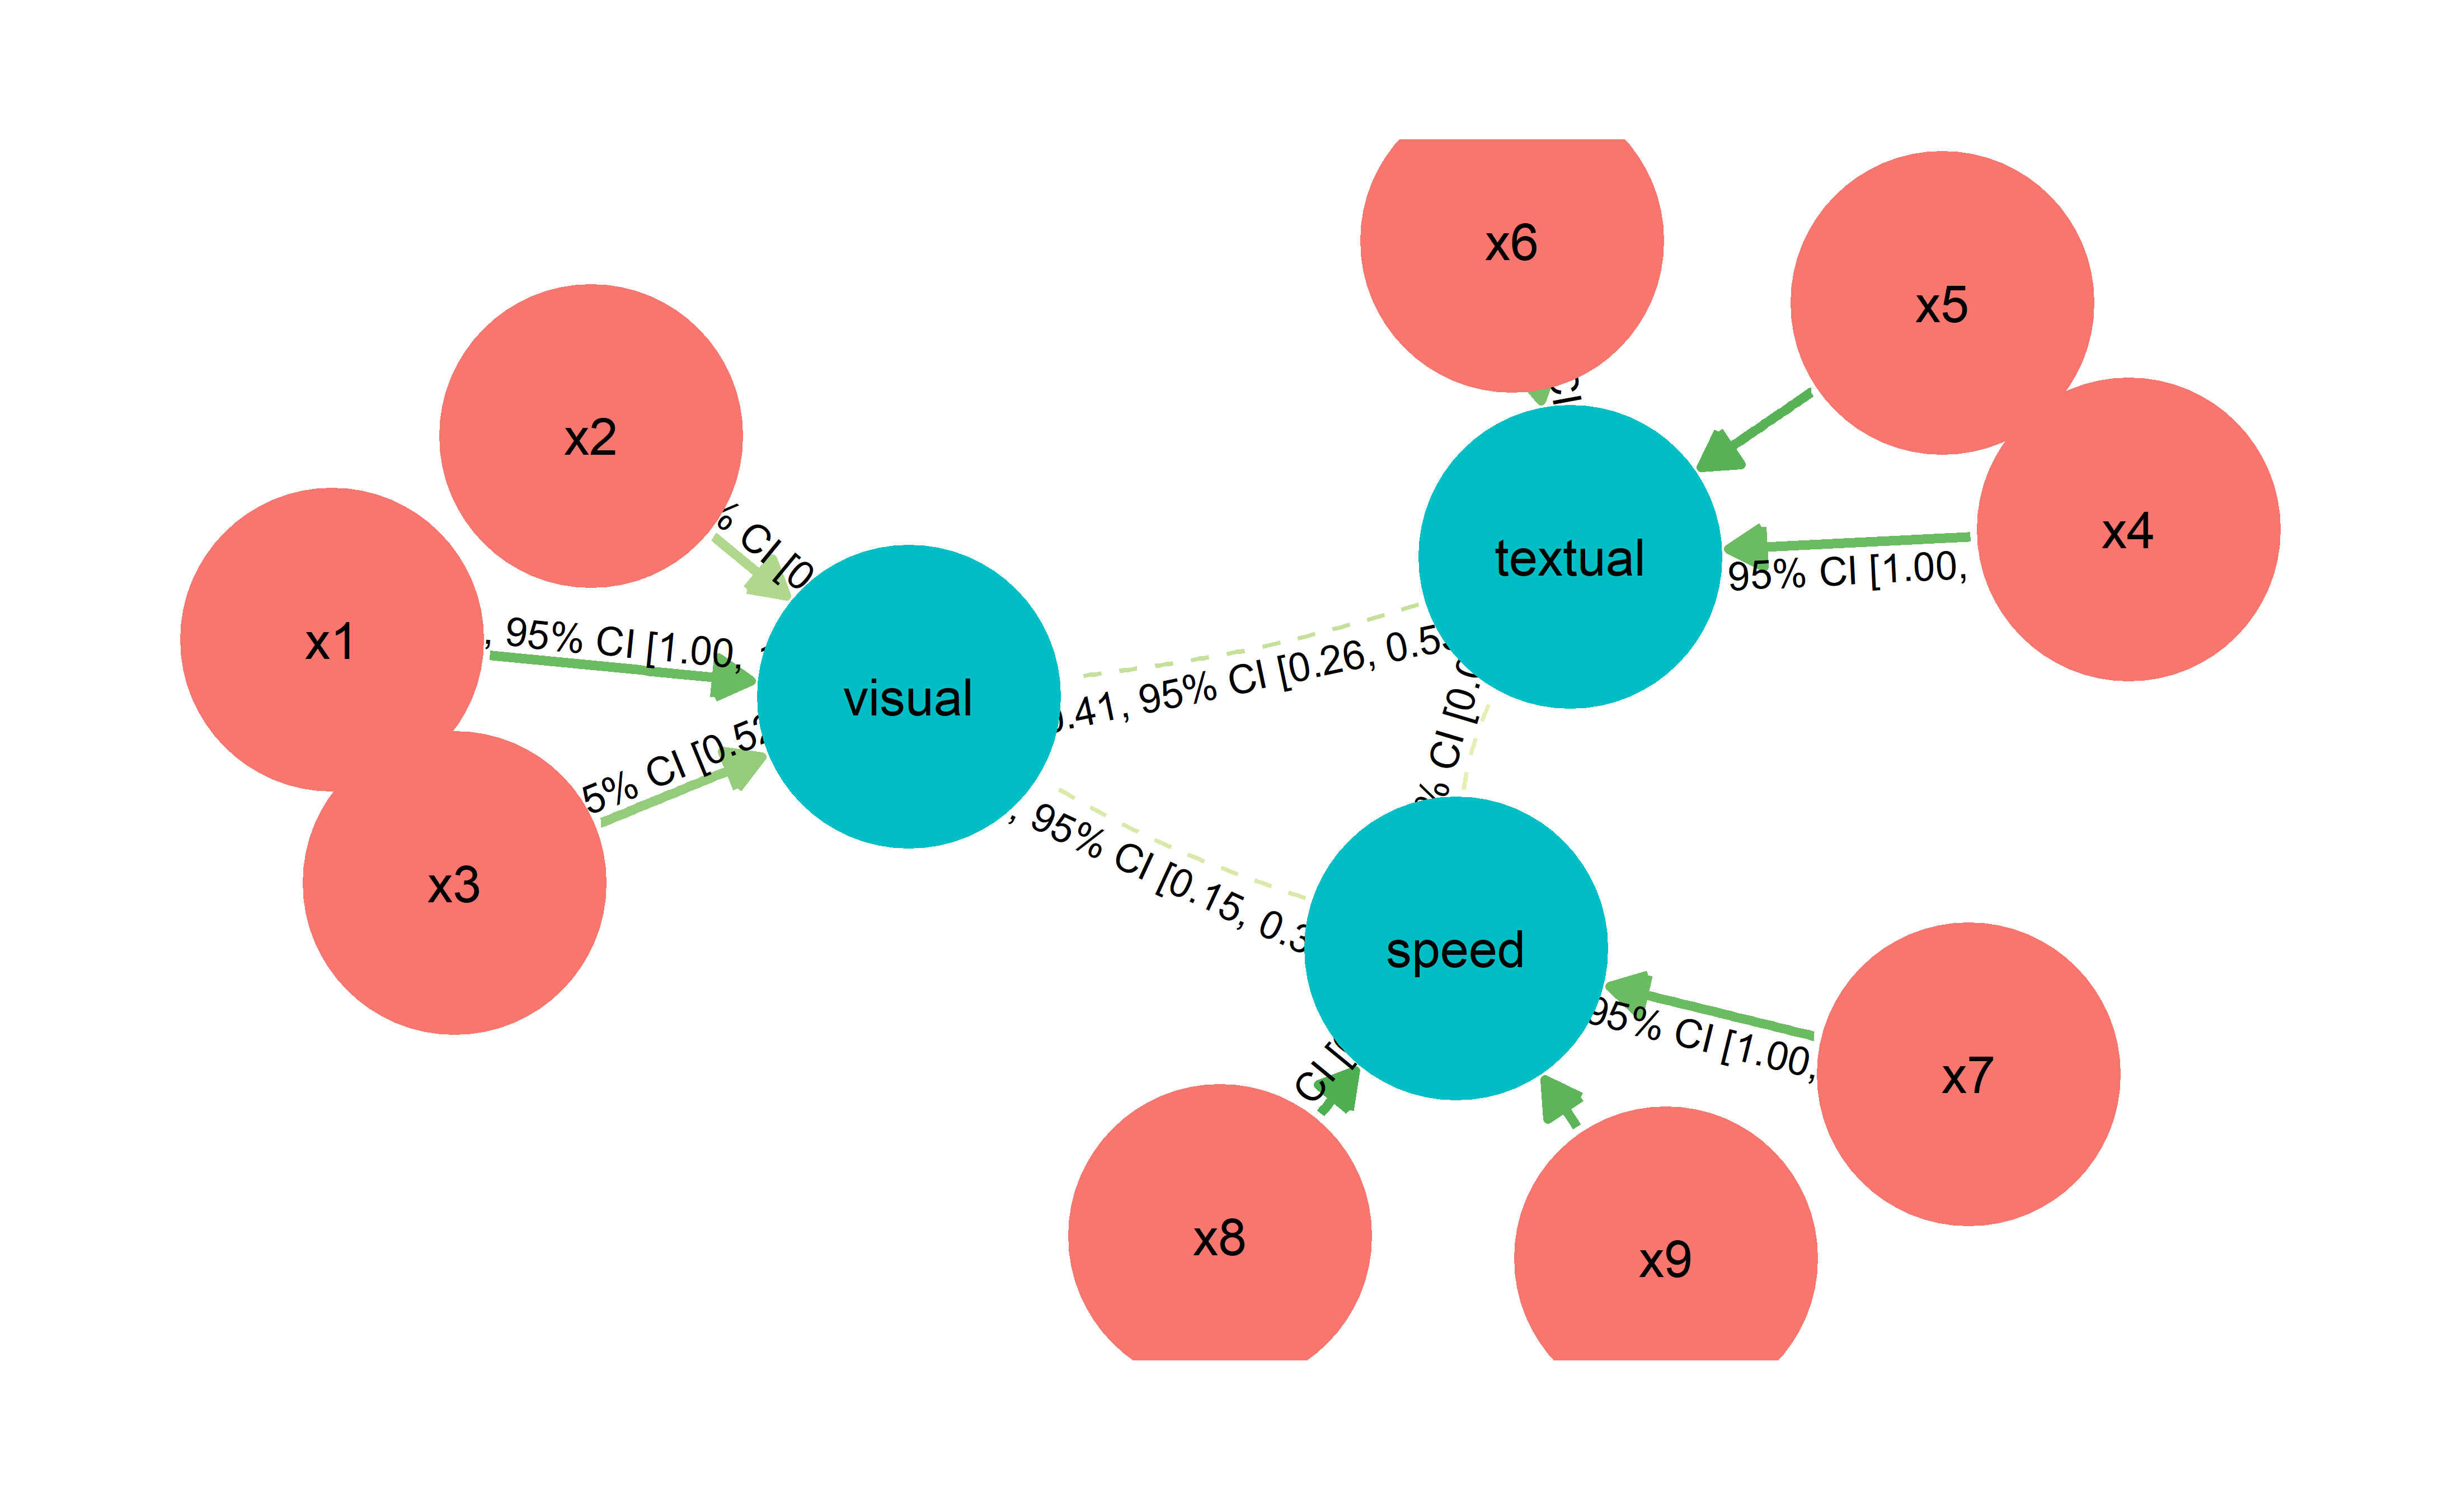 x6
x5
x2
x4
textual
95% CI [1.00,
CI [0
x1
, 95% CI [1.00,
visual
0.41, 95% CI [0.26, 0.5
% CI [0.
5% CI [0.52
, 95% CI [0.15, 0.3
x3
speed
95% CI [1.00,
CI [
x7
x8
x9